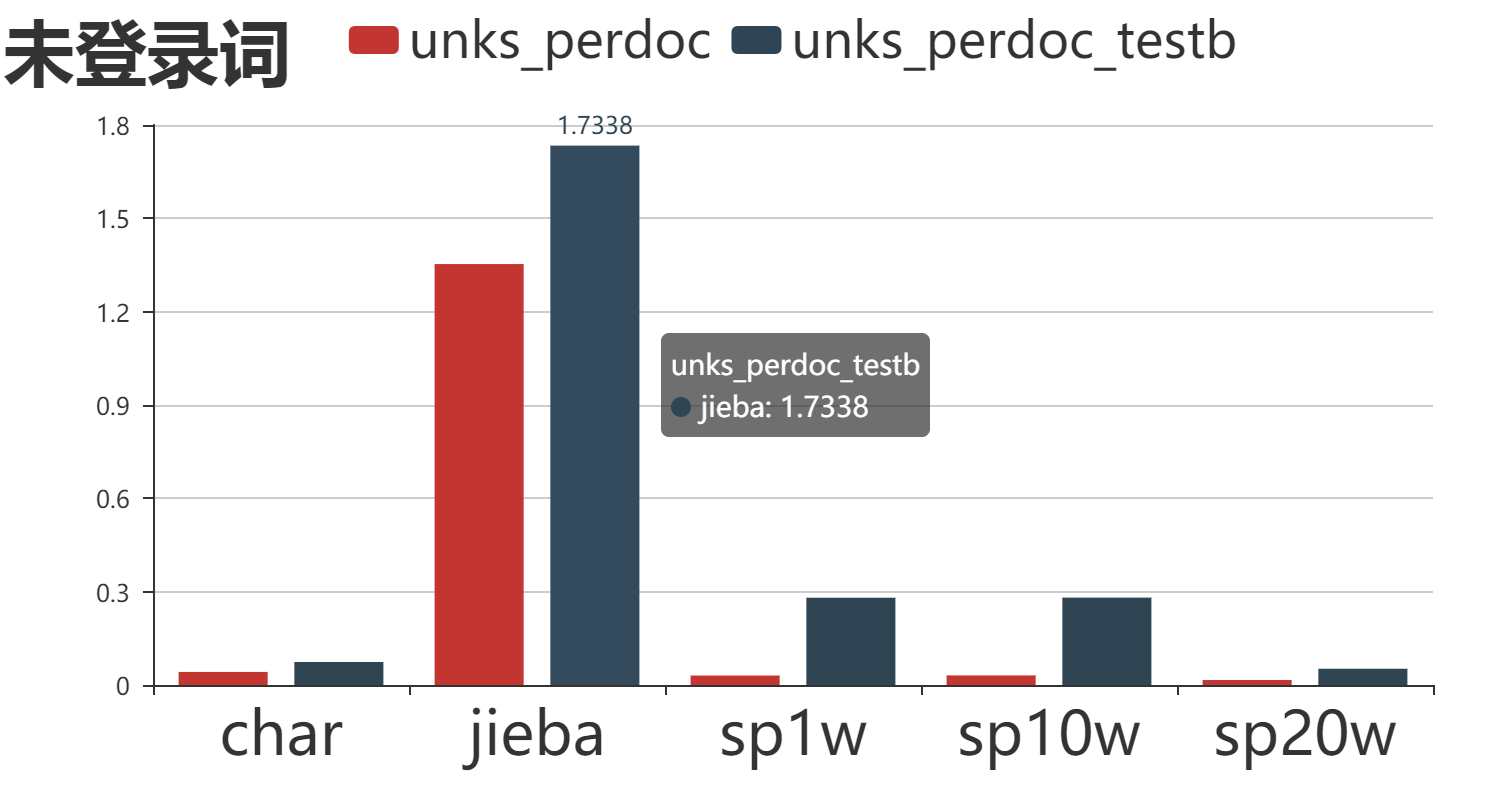 未登录词
unks_perdoc unks_perdoc_testb
1.8
1.7338
1.5
1.2
0.9
0.6
0.3
0
unks_perdoc_testb
jieba: 1.7338
char jieba sp1w sp10w sp20w